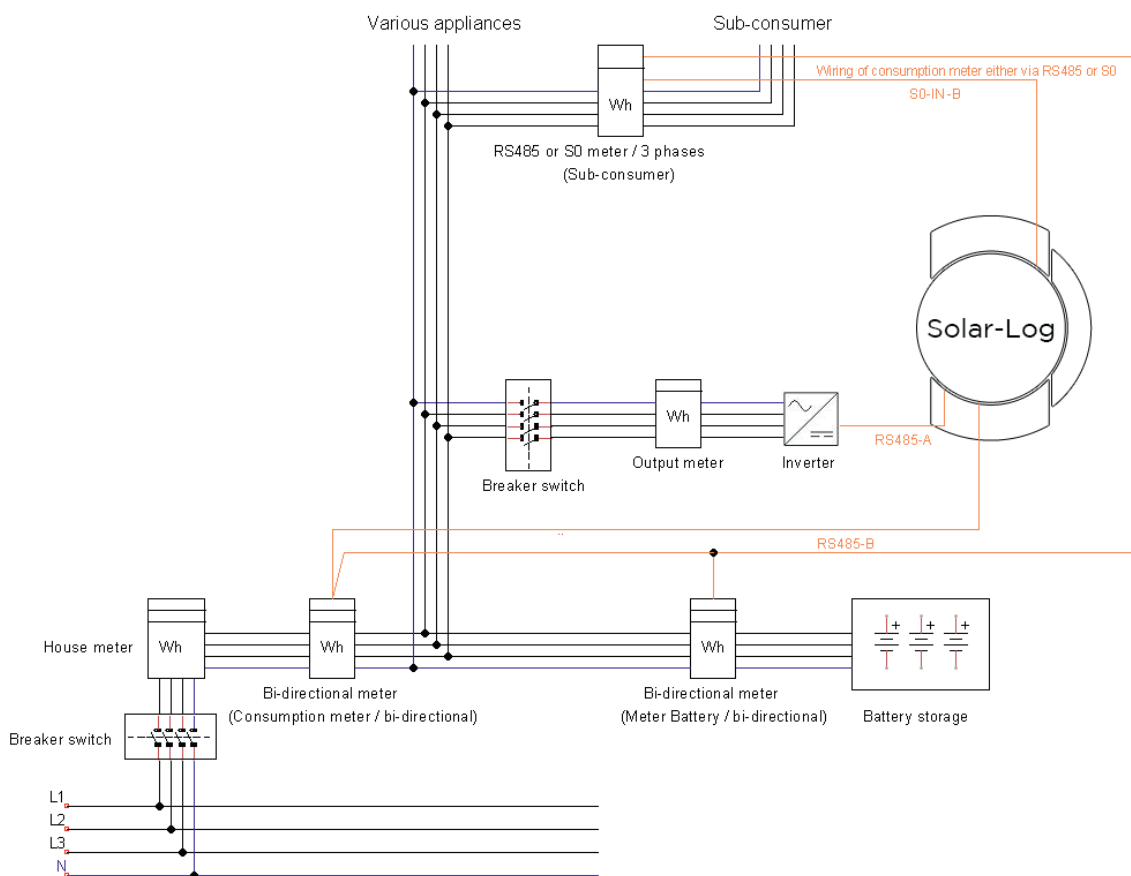 Various appliances
Sub-consumer
Wiring of consumption meter either via RS485 or S0
S0-IN-B
Wh
RS485 or S0 meter / 3 phases
(Sub-consumer)
Solar-Log
Wh
RS485-A
Breaker switch
Output meter
Inverter
RS485-B
House meter
Wh
Wh
Wh
+
+
+
Bi-directional meter
(Consumption meter / bi-directional)
Bi-directional meter
(Meter Battery / bi-directional)
Battery storage
Breaker switch
L1
L2
L3
N